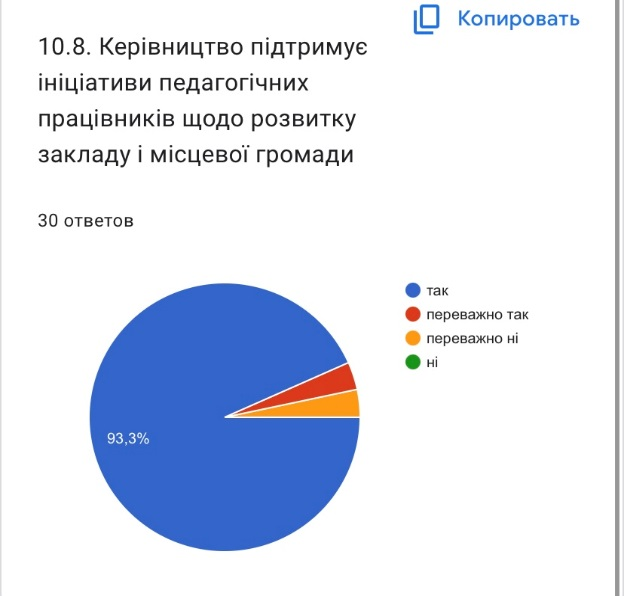 Копировать
10.8. Керівництво підтримує
ініціативи педагогічних
працівників щодо розвитку
закладу і місцевої громади
30 ответов
так
переважно так
переважно ні
ні
93,3%